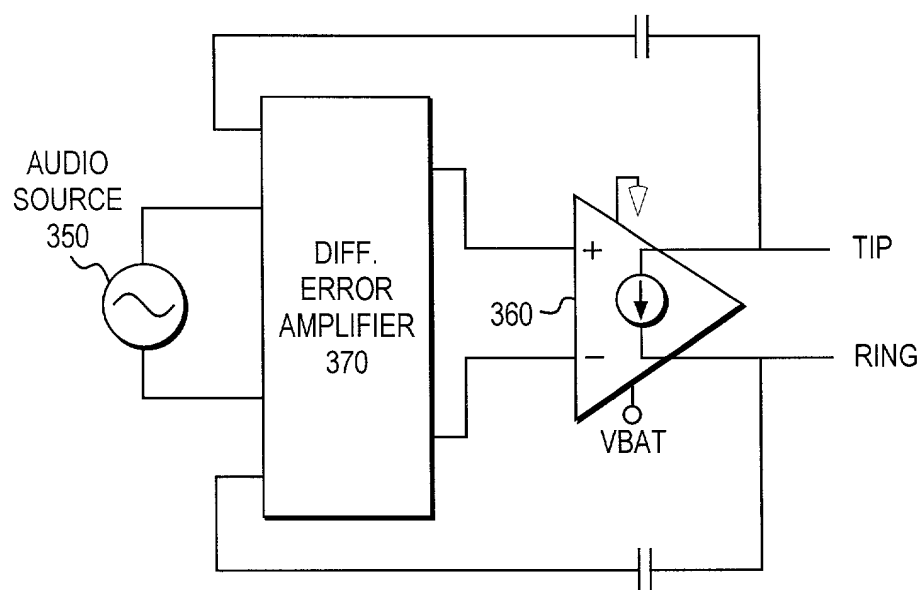 AUDIO
SOURCE
350
DIFF.
ERROR
AMPLIFIER
370
360
+
−
VBAT
TIP
RING